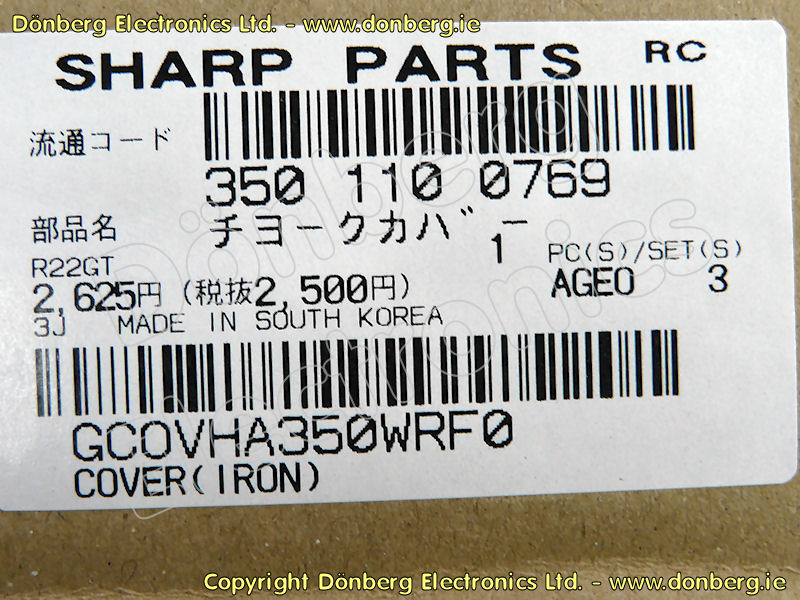 Dönberg Electronics Ltd. - www.donberg.ie
SHARP PARTS RC
流通コード
350 110 0769
部品名 チヨークカバー
1 PC(S)/SET(S)
R22GT
2,625円 (税抜2,500円) AGEO 3
3J MADE IN SOUTH KOREA
GCOVHA350WRF0
COVER(IRON)
Dönberg
electronics
Copyright Dönberg Electronics Ltd. - www.donberg.ie